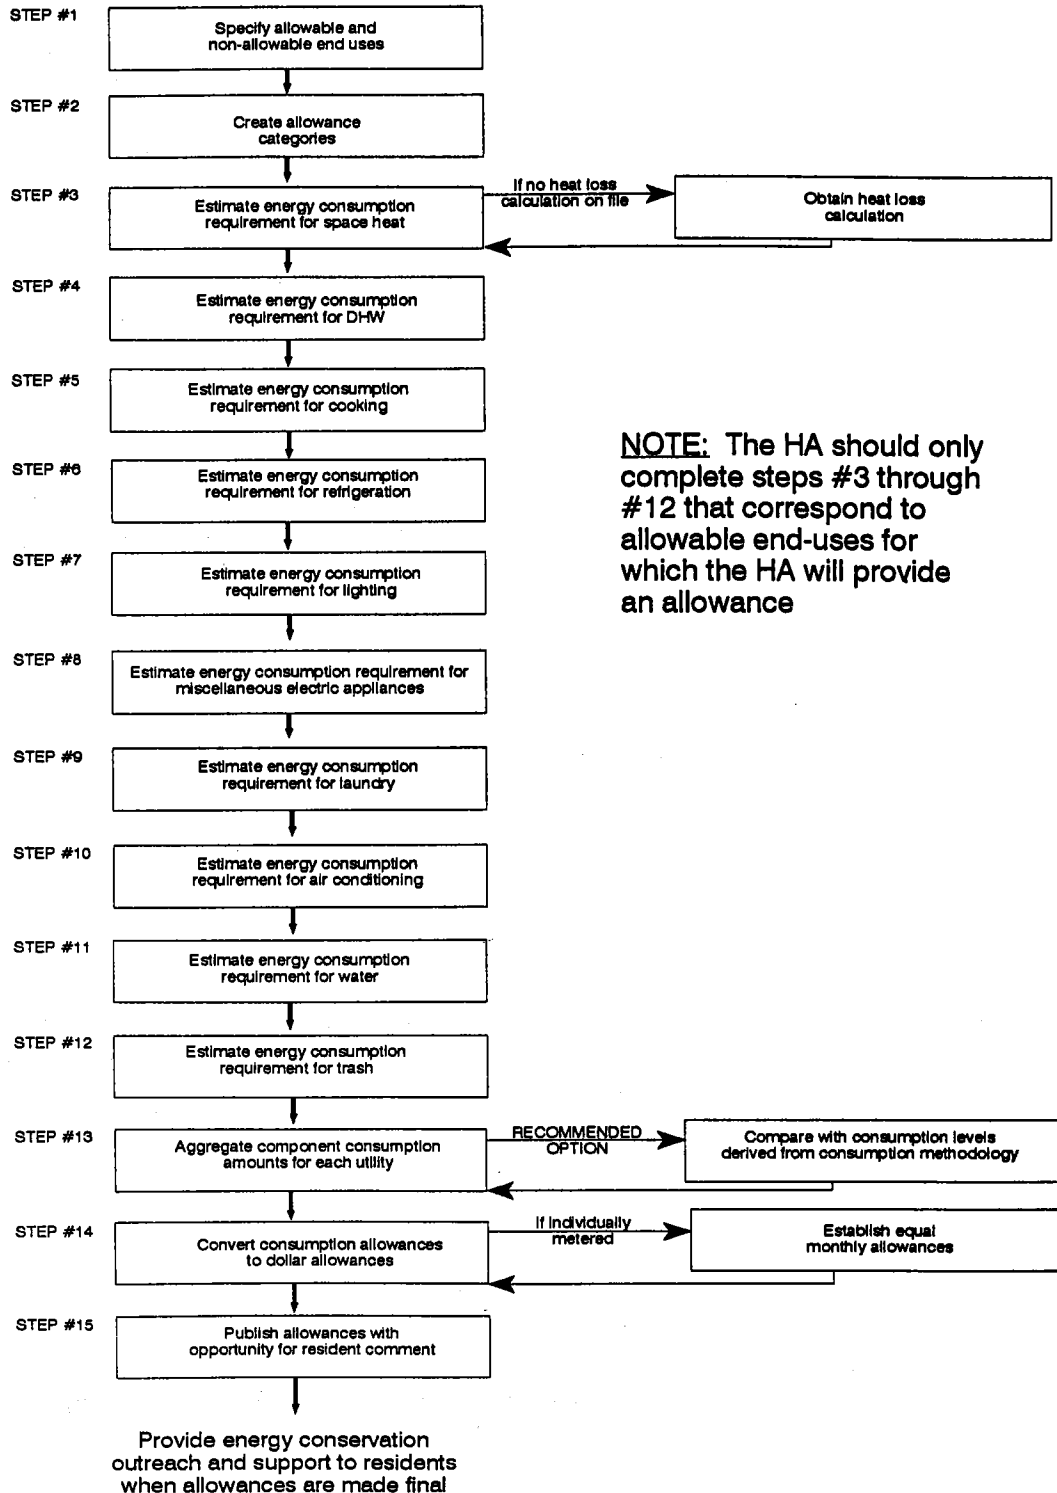 STEP #1
Specify allowable and
non-allowable end uses
STEP #2
Create allowance
categories
STEP #3
Estimate energy consumption
requirement for space heat
If no heat loss
calculation on file
Obtain heat loss
calculation
STEP #4
Estimate energy consumption
requirement for DHW
STEP #5
Estimate energy consumption
requirement for cooking
STEP #6
Estimate energy consumption
requirement for refrigeration
NOTE: The HA should only
complete steps #3 through
#12 that correspond to
allowable end-uses for
which the HA will provide
an allowance
STEP #7
Estimate energy consumption
requirement for lighting
STEP #8
Estimate energy consumption requirement for
miscellaneous electric appliances
STEP #9
Estimate energy consumption
requirement for laundry
STEP #10
Estimate energy consumption
requirement for air conditioning
STEP #11
Estimate energy consumption
requirement for water
STEP #12
Estimate energy consumption
requirement for trash
STEP #13
Aggregate component consumption
amounts for each utility
RECOMMENDED
OPTION
Compare with consumption levels
derived from consumption methodology
STEP #14
Convert consumption allowances
to dollar allowances
If individually
metered
Establish equal
monthly allowances
STEP #15
Publish allowances with
opportunity for resident comment
Provide energy conservation
outreach and support to residents
when allowances are made final